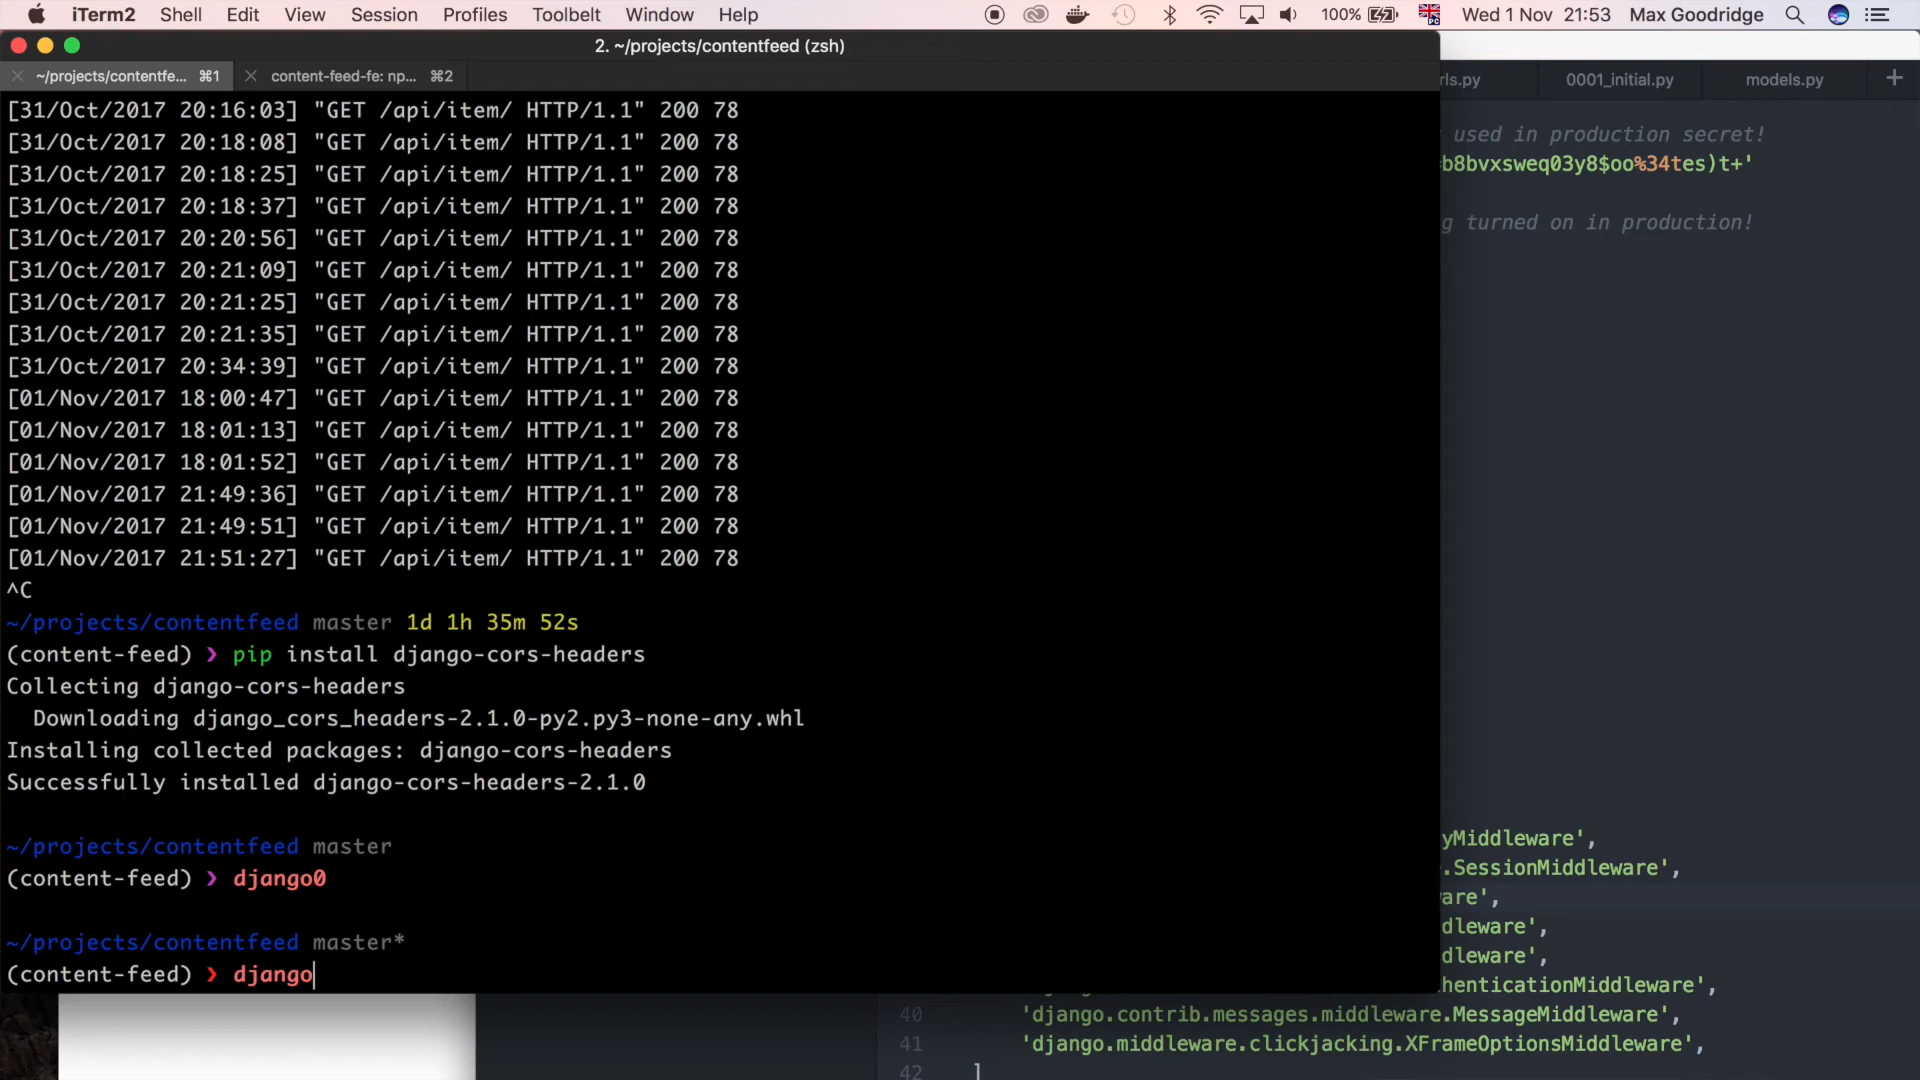 iTerm2 Shell Edit View Session Profiles Toolbelt Window Help 100% Wed 1 Nov 21:53 Max Goodridge
2. ~/projects/contentfeed (zsh)
~/projects/contentfe... ⌘1 content-feed-fe: np... ⌘2
rls.py 0001_initial.py models.py
[31/Oct/2017 20:16:03] "GET /api/item/ HTTP/1.1" 200 78
[31/Oct/2017 20:18:08] "GET /api/item/ HTTP/1.1" 200 78
[31/Oct/2017 20:18:25] "GET /api/item/ HTTP/1.1" 200 78
[31/Oct/2017 20:18:37] "GET /api/item/ HTTP/1.1" 200 78
[31/Oct/2017 20:20:56] "GET /api/item/ HTTP/1.1" 200 78
[31/Oct/2017 20:21:09] "GET /api/item/ HTTP/1.1" 200 78
[31/Oct/2017 20:21:25] "GET /api/item/ HTTP/1.1" 200 78
[31/Oct/2017 20:21:35] "GET /api/item/ HTTP/1.1" 200 78
[31/Oct/2017 20:34:39] "GET /api/item/ HTTP/1.1" 200 78
[01/Nov/2017 18:00:47] "GET /api/item/ HTTP/1.1" 200 78
[01/Nov/2017 18:01:13] "GET /api/item/ HTTP/1.1" 200 78
[01/Nov/2017 18:01:52] "GET /api/item/ HTTP/1.1" 200 78
[01/Nov/2017 21:49:36] "GET /api/item/ HTTP/1.1" 200 78
[01/Nov/2017 21:49:51] "GET /api/item/ HTTP/1.1" 200 78
[01/Nov/2017 21:51:27] "GET /api/item/ HTTP/1.1" 200 78
^C
~/projects/contentfeed master 1d 1h 35m 52s
(content-feed) ❯ pip install django-cors-headers
Collecting django-cors-headers
Downloading django_cors_headers-2.1.0-py2.py3-none-any.whl
Installing collected packages: django-cors-headers
Successfully installed django-cors-headers-2.1.0
~/projects/contentfeed master
(content-feed) ❯ django0
~/projects/contentfeed master*
(content-feed) ❯ django
used in production secret!
b8bvxsweq03y8$oo%34tes)t+'
g turned on in production!
yMiddleware',
.SessionMiddleware',
are',
dleware',
dleware',
henticationMiddleware',
40 'django.contrib.messages.middleware.MessageMiddleware',
41 'django.middleware.clickjacking.XFrameOptionsMiddleware',
42 ]